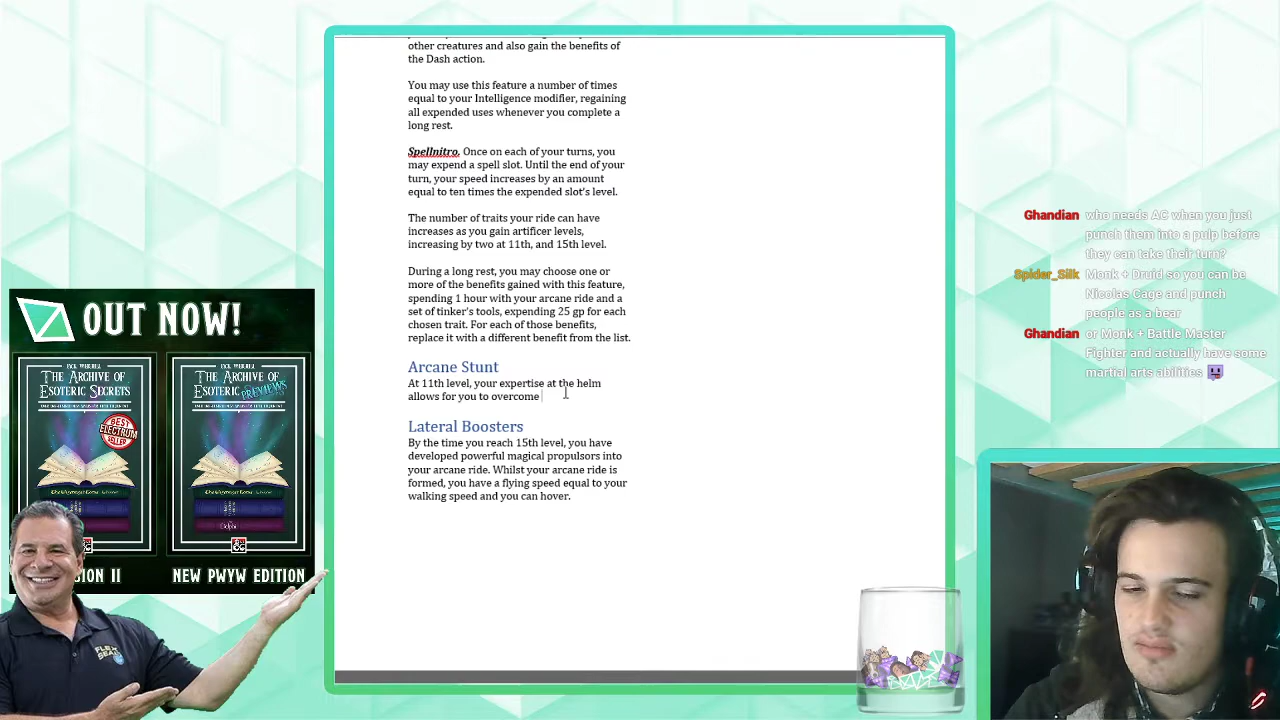 other creatures and also gain the benefits of
the Dash action.
You may use this feature a number of times
equal to your Intelligence modifier, regaining
all expended uses whenever you complete a
long rest.
Spellnitro. Once on each of your turns, you
may expend a spell slot. Until the end of your
turn, your speed increases by an amount
equal to ten times the expended slot's level.
The number of traits your ride can have
increases as you gain artificer levels,
increasing by two at 11th, and 15th level.
During a long rest, you may choose one or
more of the benefits gained with this feature,
spending 1 hour with your arcane ride and a
set of tinker's tools, expending 25 gp for each
chosen trait. For each of those benefits,
replace it with a different benefit from the list.
Arcane Stunt
At 11th level, your expertise at the helm
allows for you to overcome
Lateral Boosters
By the time you reach 15th level, you have
developed powerful magical propulsors into
your arcane ride. Whilst your arcane ride is
formed, you have a flying speed equal to your
walking speed and you can hover.
OUT NOW!
THE ARCHIVE OF
ESOTERIC SECRETS
BEST
ELECTRUM
SELLER
THE ARCHIVE OF
ESOTERIC
PREVIEWS
ION II
NEW PWYW EDITION
FLEX
SEAL
Ghandian who needs AC when you just
punch them into a pulp before
they can take their turn?
Spider_Silk Monk + Druid so you can be
Nicolas Cage and punch
people as a bear
Ghandian or Monk + Battle Master
Fighter and actually have some
martial arts abilities